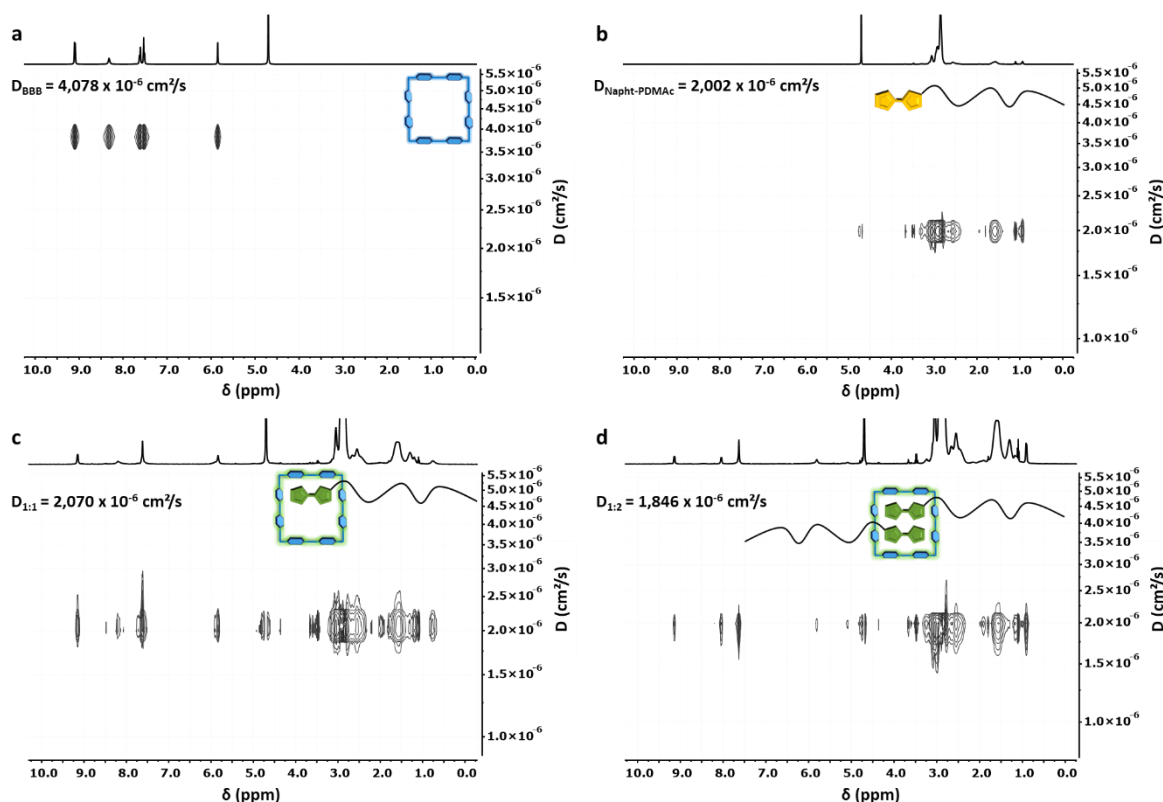 a
D_BBB = 4,078 x 10⁻⁶ cm²/s
5.5×10⁻⁶
5.0×10⁻⁶
4.5×10⁻⁶
4.0×10⁻⁶
3.5×10⁻⁶
3.0×10⁻⁶
2.5×10⁻⁶
2.0×10⁻⁶
1.5×10⁻⁶
1.0×10⁻⁶
D (cm²/s)
10.0 9.0 8.0 7.0 6.0 5.0 4.0 3.0 2.0 1.0 0.0
δ (ppm)
b
D_Napht-PDMAc = 2,002 x 10⁻⁶ cm²/s
5.5×10⁻⁶
5.0×10⁻⁶
4.5×10⁻⁶
4.0×10⁻⁶
3.5×10⁻⁶
3.0×10⁻⁶
2.5×10⁻⁶
2.0×10⁻⁶
1.5×10⁻⁶
1.0×10⁻⁶
D (cm²/s)
10.0 9.0 8.0 7.0 6.0 5.0 4.0 3.0 2.0 1.0 0.0
δ (ppm)
c
D_1:1 = 2,070 x 10⁻⁶ cm²/s
5.5×10⁻⁶
5.0×10⁻⁶
4.5×10⁻⁶
4.0×10⁻⁶
3.5×10⁻⁶
3.0×10⁻⁶
2.5×10⁻⁶
2.0×10⁻⁶
1.5×10⁻⁶
1.0×10⁻⁶
D (cm²/s)
10.0 9.0 8.0 7.0 6.0 5.0 4.0 3.0 2.0 1.0 0.0
δ (ppm)
d
D_1:2 = 1,846 x 10⁻⁶ cm²/s
5.5×10⁻⁶
5.0×10⁻⁶
4.5×10⁻⁶
4.0×10⁻⁶
3.5×10⁻⁶
3.0×10⁻⁶
2.5×10⁻⁶
2.0×10⁻⁶
1.5×10⁻⁶
1.0×10⁻⁶
D (cm²/s)
10.0 9.0 8.0 7.0 6.0 5.0 4.0 3.0 2.0 1.0 0.0
δ (ppm)